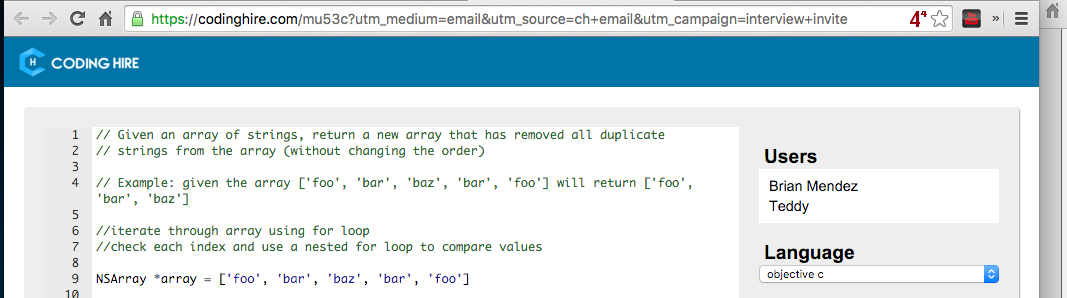 https://codinghire.com/mu53c?utm_medium=email&utm_source=ch+email&utm_campaign=interview+invite
4⁴
»
H CODING HIRE
1 // Given an array of strings, return a new array that has removed all duplicate
2 // strings from the array (without changing the order)
3
4 // Example: given the array ['foo', 'bar', 'baz', 'bar', 'foo'] will return ['foo',
'bar', 'baz']
5
6 //iterate through array using for loop
7 //check each index and use a nested for loop to compare values
8
9 NSArray *array = ['foo', 'bar', 'baz', 'bar', 'foo']
10
Users
Brian Mendez
Teddy
Language
objective c